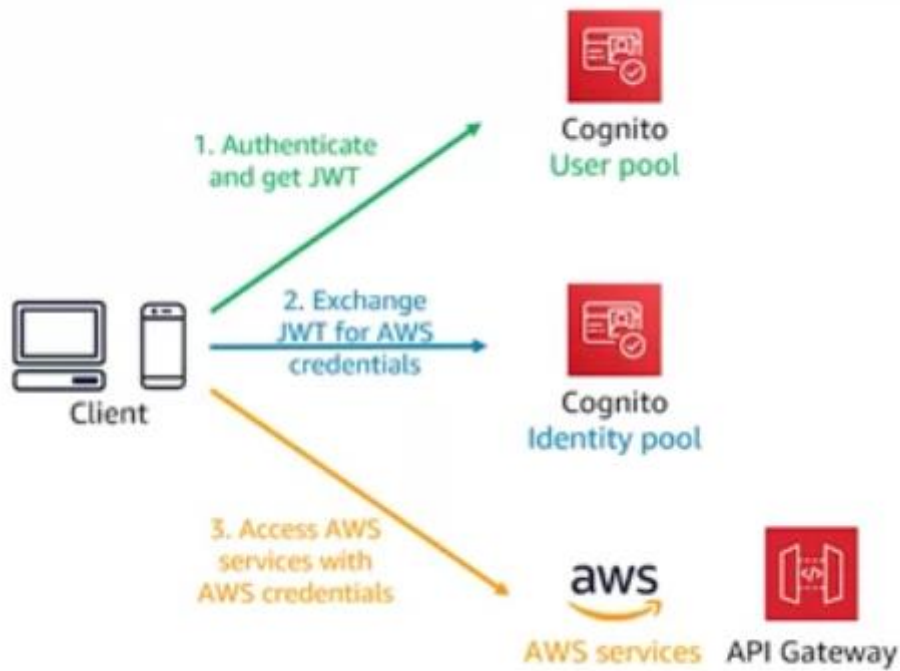 Cognito
User pool
1. Authenticate
and get JWT
2. Exchange
JWT for AWS
credentials
Client
Cognito
Identity pool
3. Access AWS
services with
AWS credentials
aws
</>
AWS services
API Gateway